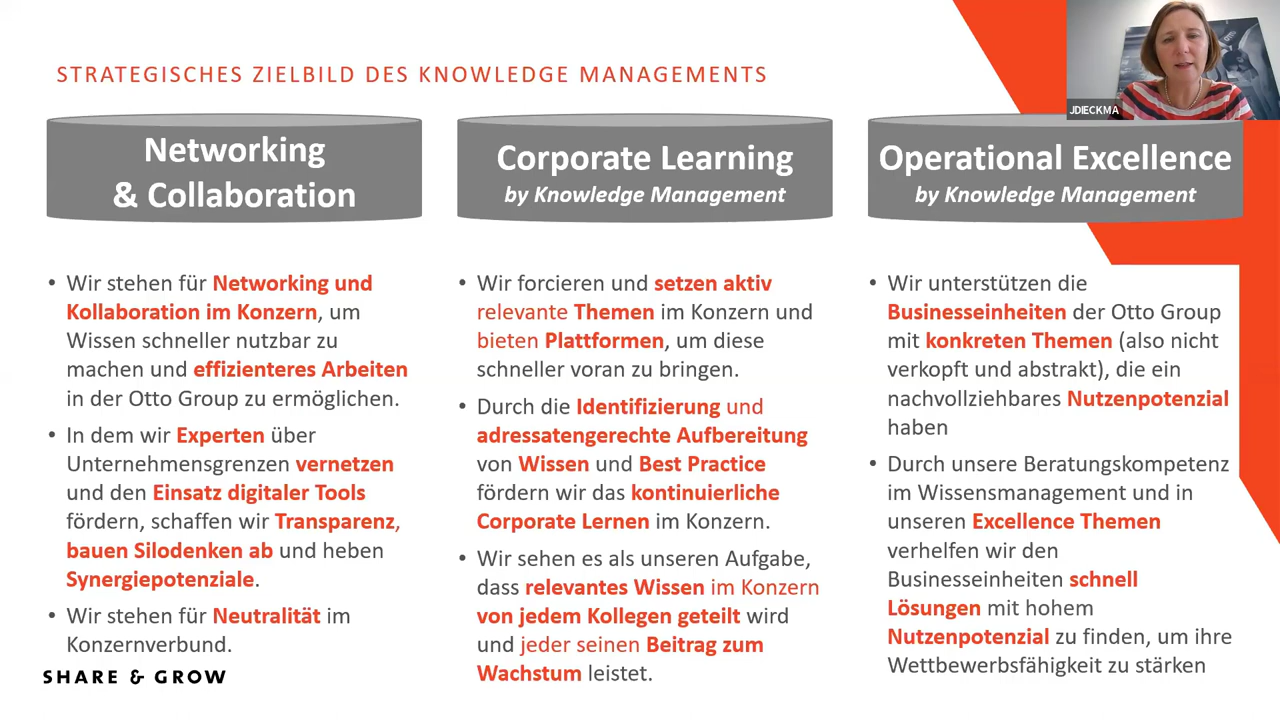 STRATEGISCHES ZIELBILD DES KNOWLEDGE MANAGEMENTS
JDIECKMA
Networking
& Collaboration
• Wir stehen für Networking und
Kollaboration im Konzern, um
Wissen schneller nutzbar zu
machen und effizienteres Arbeiten
in der Otto Group zu ermöglichen.
• In dem wir Experten über
Unternehmensgrenzen vernetzen
und den Einsatz digitaler Tools
fördern, schaffen wir Transparenz,
bauen Silodenken ab und heben
Synergiepotenziale.
• Wir stehen für Neutralität im
Konzernverbund.
Corporate Learning
by Knowledge Management
• Wir forcieren und setzen aktiv
relevante Themen im Konzern und
bieten Plattformen, um diese
schneller voran zu bringen.
• Durch die Identifizierung und
adressatengerechte Aufbereitung
von Wissen und Best Practice
fördern wir das kontinuierliche
Corporate Lernen im Konzern.
• Wir sehen es als unseren Aufgabe,
dass relevantes Wissen im Konzern
von jedem Kollegen geteilt wird
und jeder seinen Beitrag zum
Wachstum leistet.
Operational Excellence
by Knowledge Management
• Wir unterstützen die
Businesseinheiten der Otto Group
mit konkreten Themen (also nicht
verkopft und abstrakt), die ein
nachvollziehbares Nutzenpotenzial
haben
• Durch unsere Beratungskompetenz
im Wissensmanagement und in
unseren Excellence Themen
verhelfen wir den
Businesseinheiten schnell
Lösungen mit hohem
Nutzenpotenzial zu finden, um ihre
Wettbewerbsfähigkeit zu stärken
SHARE & GROW